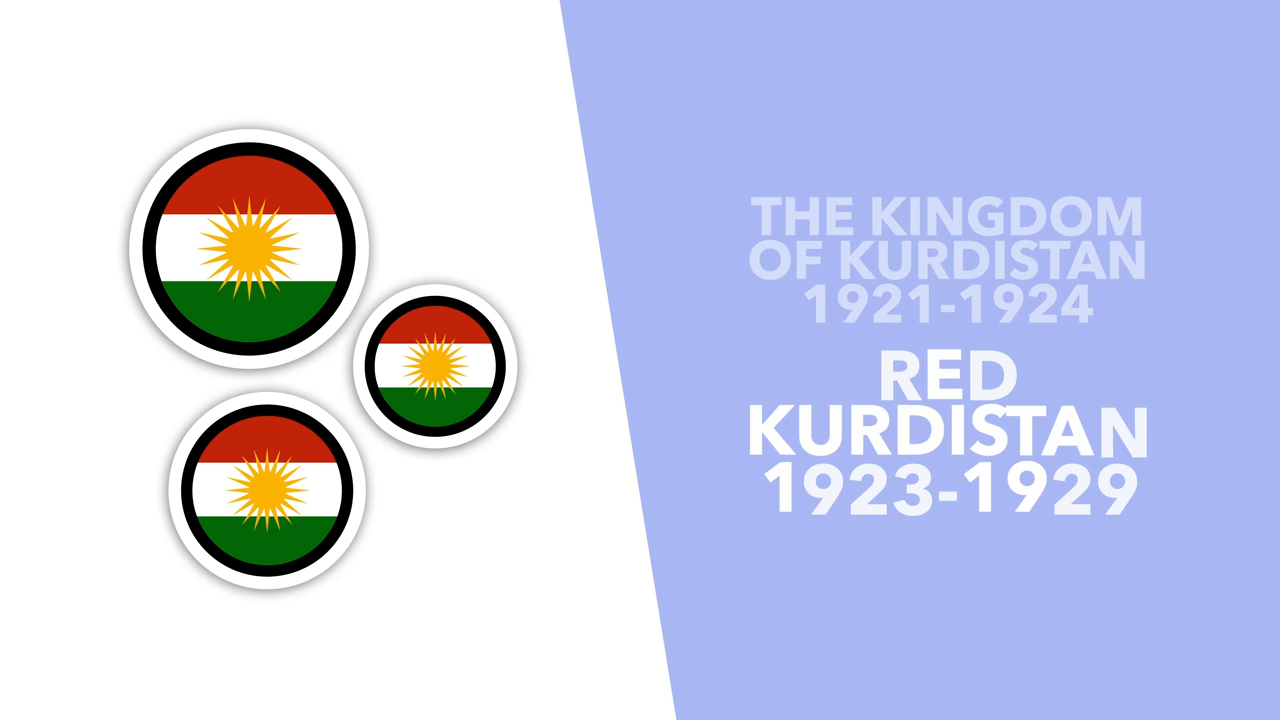 THE KINGDOM
OF KURDISTAN
1921-1924
RED
KURDISTAN
1923-1929